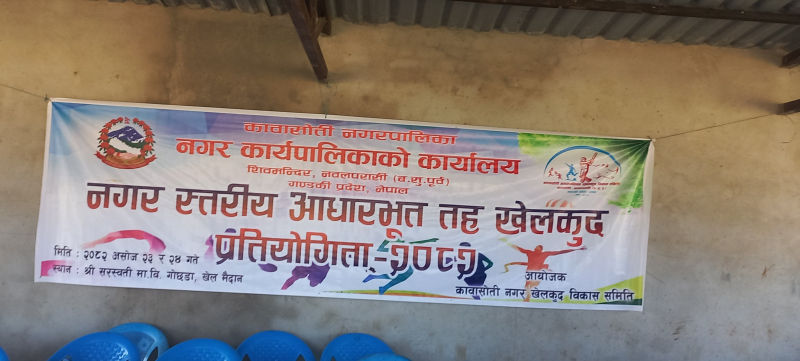 कावासोती नगरपालिका
नगर कार्यपालिकाको कार्यालय
शिवमन्दिर, नवलपरासी (ब.सु.पूर्व)
गण्डकी प्रदेश, नेपाल
नगर स्तरीय आधारभूत तह खेलकुद
प्रतियोगिता-२०८२
मिति : २०८२ असोज २३ र २४ गते
स्थान : श्री सरस्वती मा.वि. गोछडा, खेल मैदान
आयोजक
कावासोती नगर खेलकुद विकास समिति